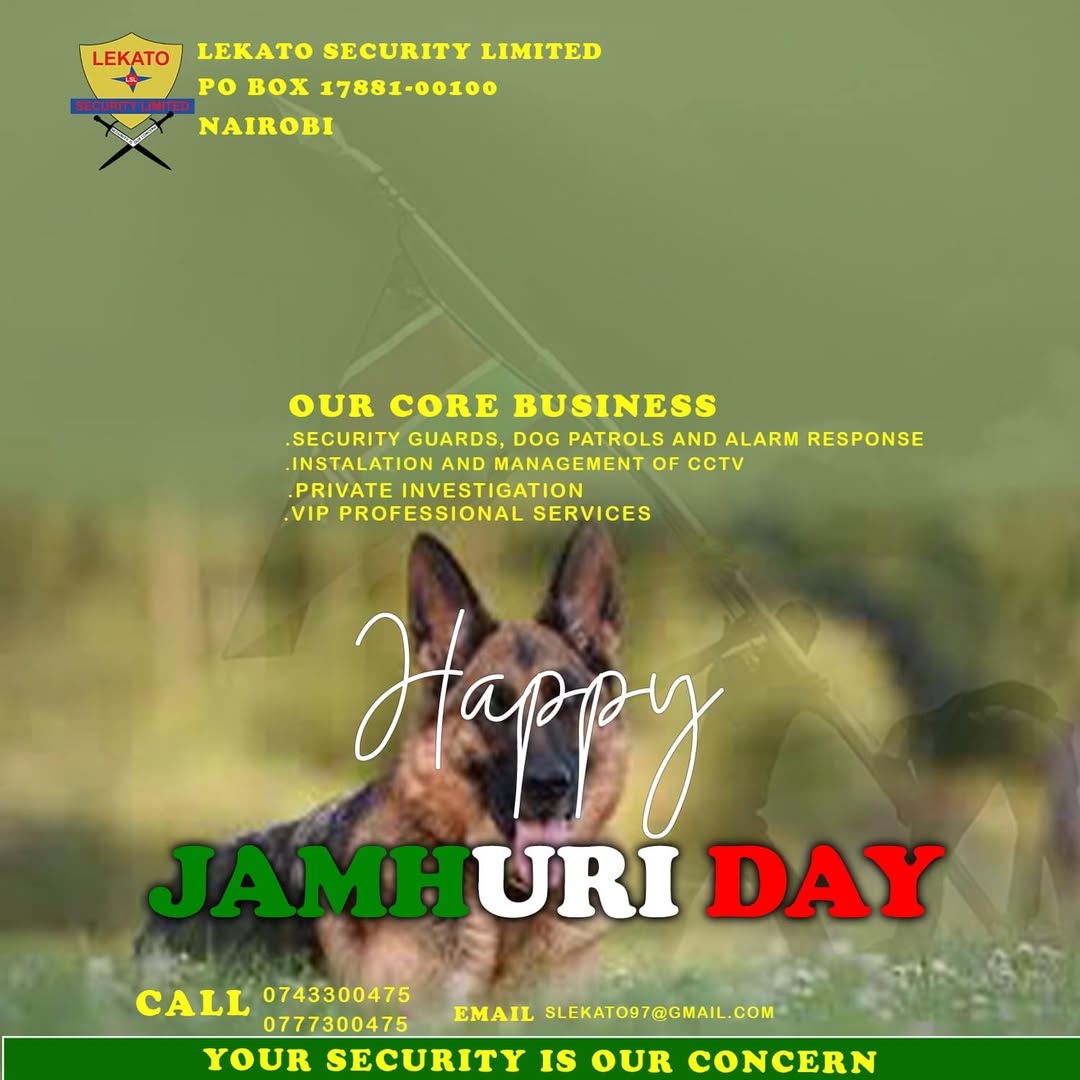 LEKATO
LSL
SECURITY LIMITED
LEKATO SECURITY LIMITED
PO BOX 17881-00100
NAIROBI
OUR CORE BUSINESS
.SECURITY GUARDS, DOG PATROLS AND ALARM RESPONSE
.INSTALATION AND MANAGEMENT OF CCTV
.PRIVATE INVESTIGATION
.VIP PROFESSIONAL SERVICES
Happy
JAMHURI DAY
CALL 0743300475
0777300475
EMAIL SLEKATO97@GMAIL.COM
YOUR SECURITY IS OUR CONCERN